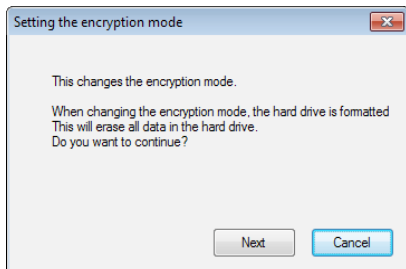 Setting the encryption mode
This changes the encryption mode.
When changing the encryption mode, the hard drive is formatted
This will erase all data in the hard drive.
Do you want to continue?
Next
Cancel